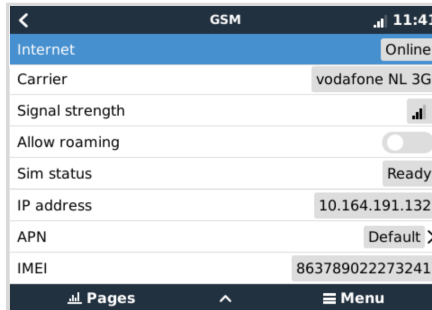 GSM 11:41
Internet Online
Carrier vodafone NL 3G
Signal strength
Allow roaming
Sim status Ready
IP address 10.164.191.132
APN Default
IMEI 863789022273241
Pages Menu